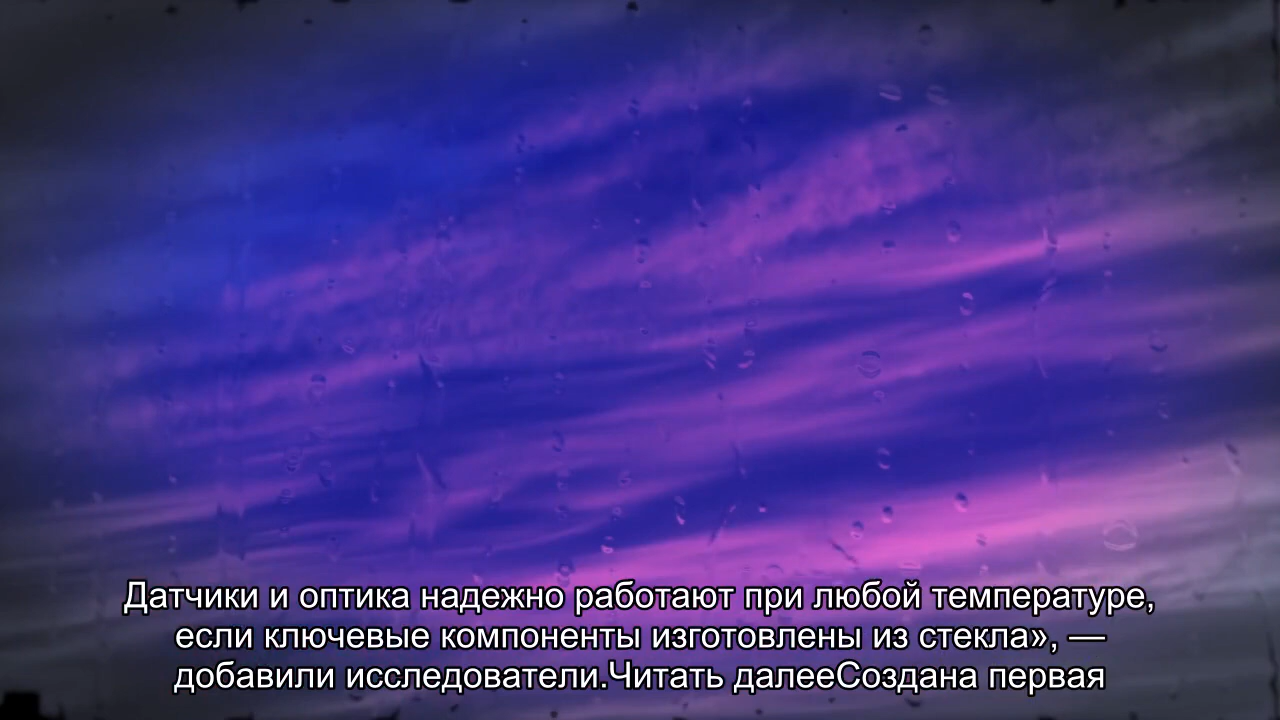 Датчики и оптика надежно работают при любой температуре,
если ключевые компоненты изготовлены из стекла», —
добавили исследователи.Читать далееСоздана первая